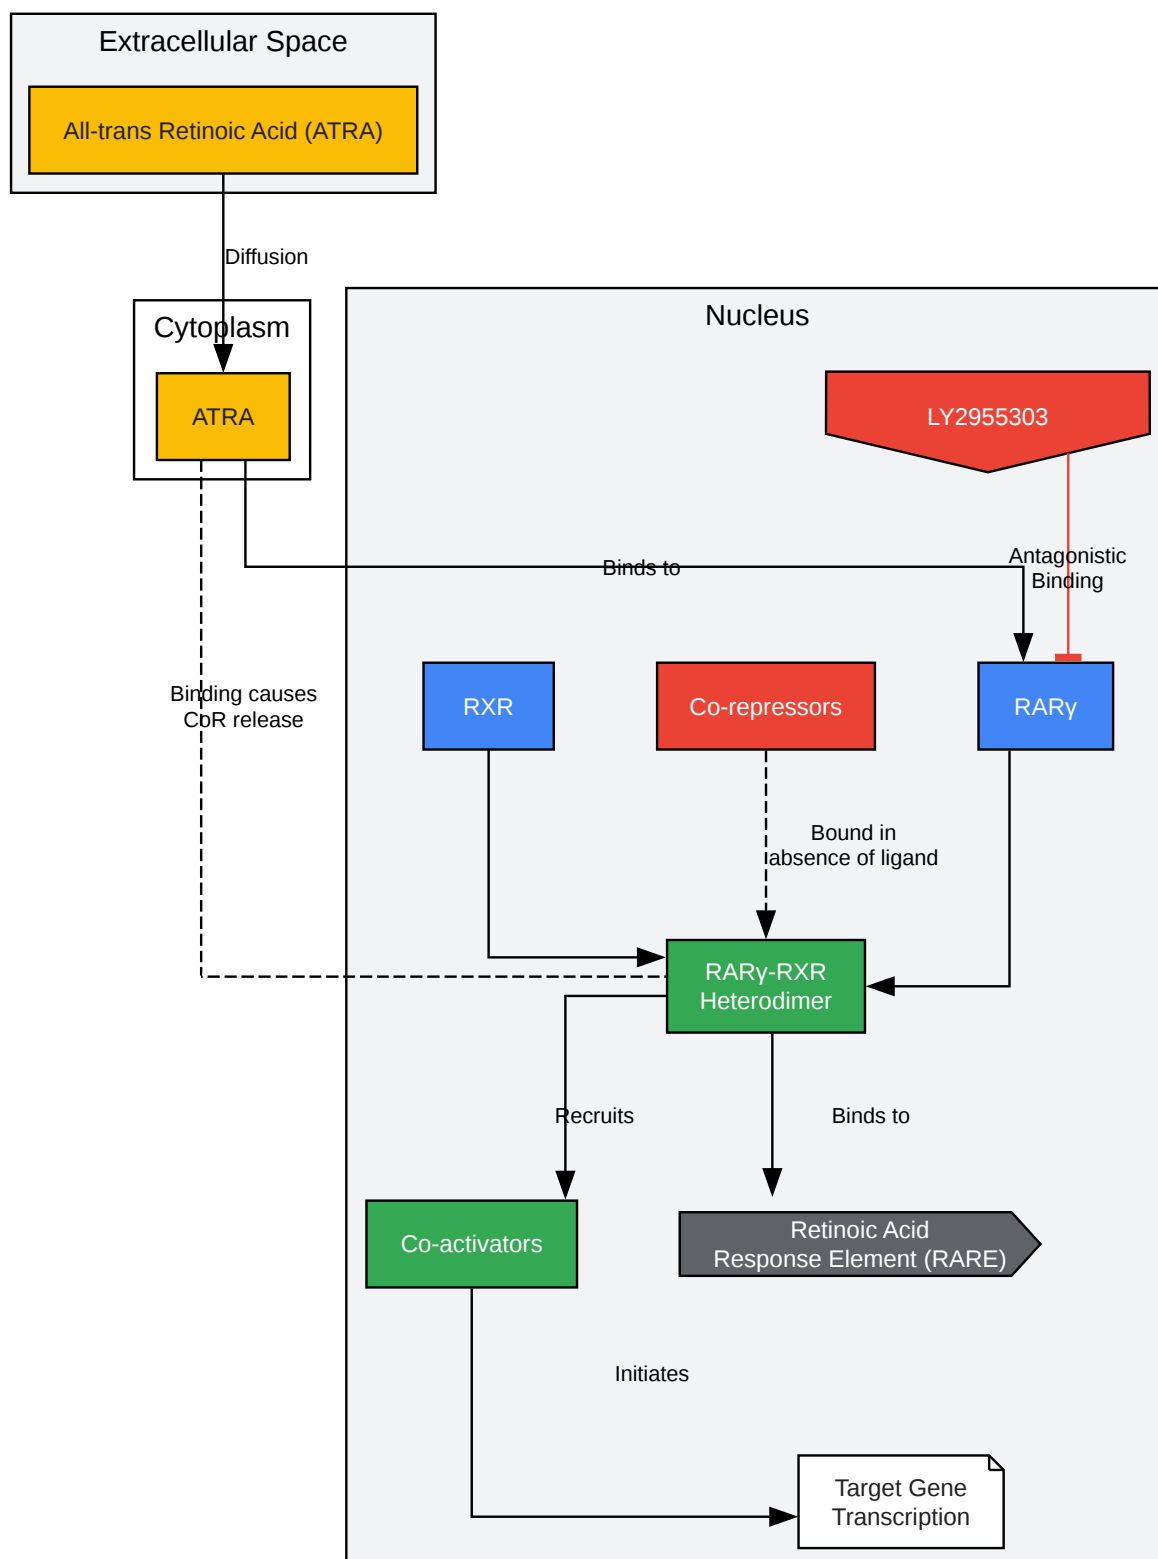 Extracellular Space
All-trans Retinoic Acid (ATRA)
Diffusion
Cytoplasm
Nucleus
ATRA
LY2955303
Binds to
Antagonistic
Binding
Binding causes
CoR release
RXR
Co-repressors
RARγ
Bound in
absence of ligand
RARγ-RXR
Heterodimer
Recruits
Binds to
Co-activators
Retinoic Acid
Response Element (RARE)
Initiates
Target Gene
Transcription